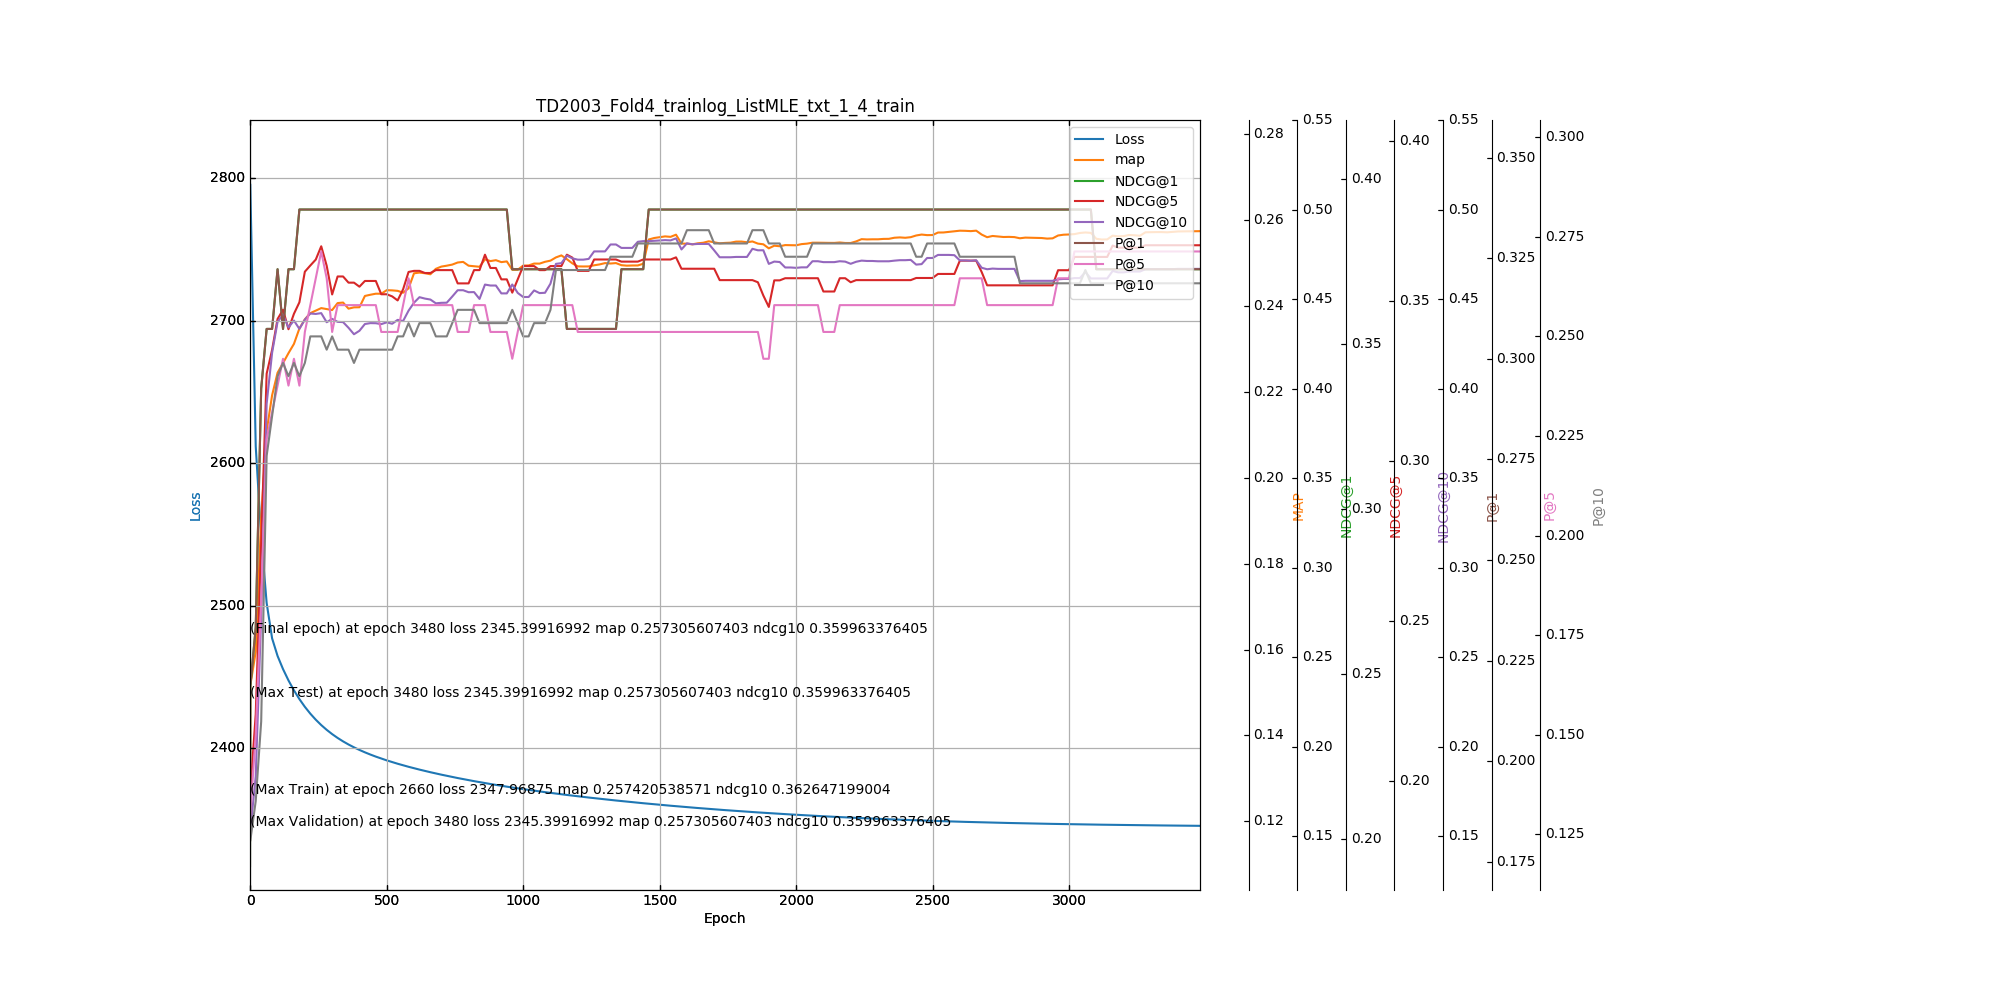 TD2003_Fold4_trainlog_ListMLE_txt_1_4_train
Loss
map
NDCG@1
NDCG@5
NDCG@10
P@1
P@5
P@10
2800
2700
2600
2500
2400
Loss
(Final epoch) at epoch 3480 loss 2345.39916992 map 0.257305607403 ndcg10 0.359963376405
(Max Test) at epoch 3480 loss 2345.39916992 map 0.257305607403 ndcg10 0.359963376405
(Max Train) at epoch 2660 loss 2347.96875 map 0.257420538571 ndcg10 0.362647199004
(Max Validation) at epoch 3480 loss 2345.39916992 map 0.257305607403 ndcg10 0.359963376405
0 500 1000 1500 2000 2500 3000
Epoch
0.28
0.26
0.24
0.22
0.20
0.18
0.16
0.14
0.12
MAP
0.55
0.50
0.45
0.40
0.35
0.30
0.25
0.20
0.15
NDCG@1
0.40
0.35
0.30
0.25
0.20
NDCG@5
0.40
0.35
0.30
0.25
0.20
NDCG@10
0.55
0.50
0.45
0.40
0.35
0.30
0.25
0.20
0.15
P@1
0.350
0.325
0.300
0.275
0.250
0.225
0.200
0.175
P@5
0.300
0.275
0.250
0.225
0.200
0.175
0.150
0.125
P@10